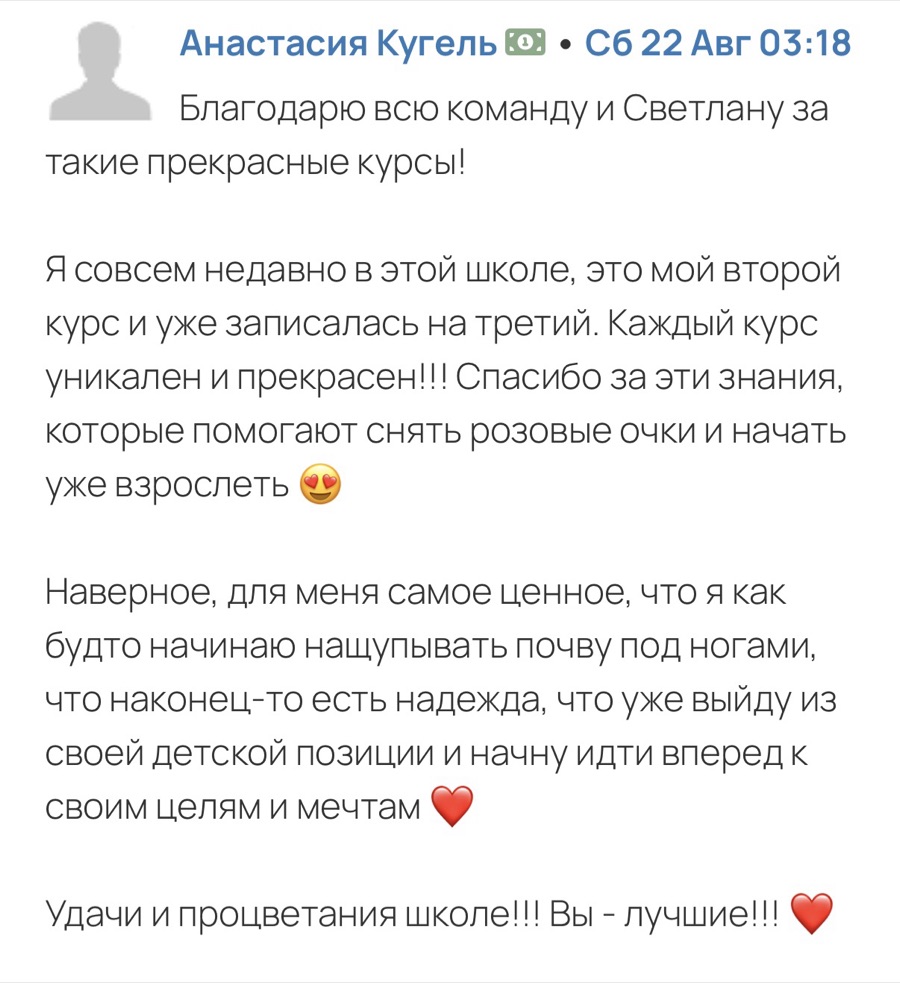 Анастасия Кугель 💵 • Сб 22 Авг 03:18
Благодарю всю команду и Светлану за
такие прекрасные курсы!
Я совсем недавно в этой школе, это мой второй
курс и уже записалась на третий. Каждый курс
уникален и прекрасен!!! Спасибо за эти знания,
которые помогают снять розовые очки и начать
уже взрослеть 😍
Наверное, для меня самое ценное, что я как
будто начинаю нащупывать почву под ногами,
что наконец-то есть надежда, что уже выйду из
своей детской позиции и начну идти вперед к
своим целям и мечтам ❤️
Удачи и процветания школе!!! Вы - лучшие!!! ❤️